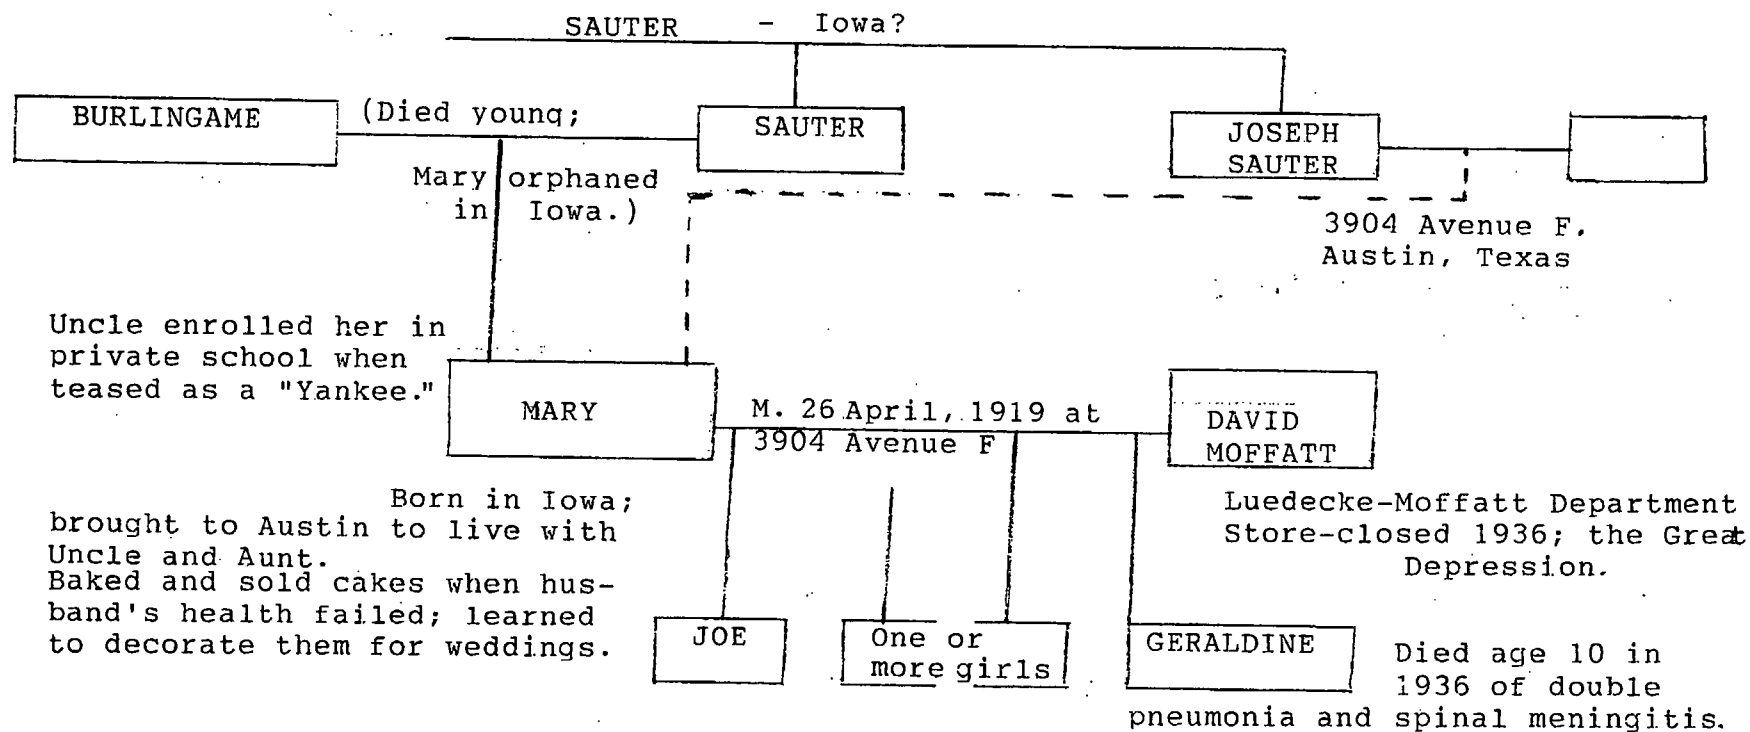 SAUTER - Iowa?
BURLINGAME
(Died young;
SAUTER
JOSEPH
SAUTER
Mary orphaned
in Iowa.)
3904 Avenue F.
Austin, Texas
Uncle enrolled her in
private school when
teased as a "Yankee."
MARY
M. 26 April, 1919 at
3904 Avenue F
DAVID
MOFFATT
Born in Iowa;
brought to Austin to live with
Uncle and Aunt.
Baked and sold cakes when hus-
band's health failed; learned
to decorate them for weddings.
Luedecke-Moffatt Department
Store-closed 1936; the Great
Depression.
JOE
One or
more girls
GERALDINE
Died age 10 in
1936 of double
pneumonia and spinal meningitis.